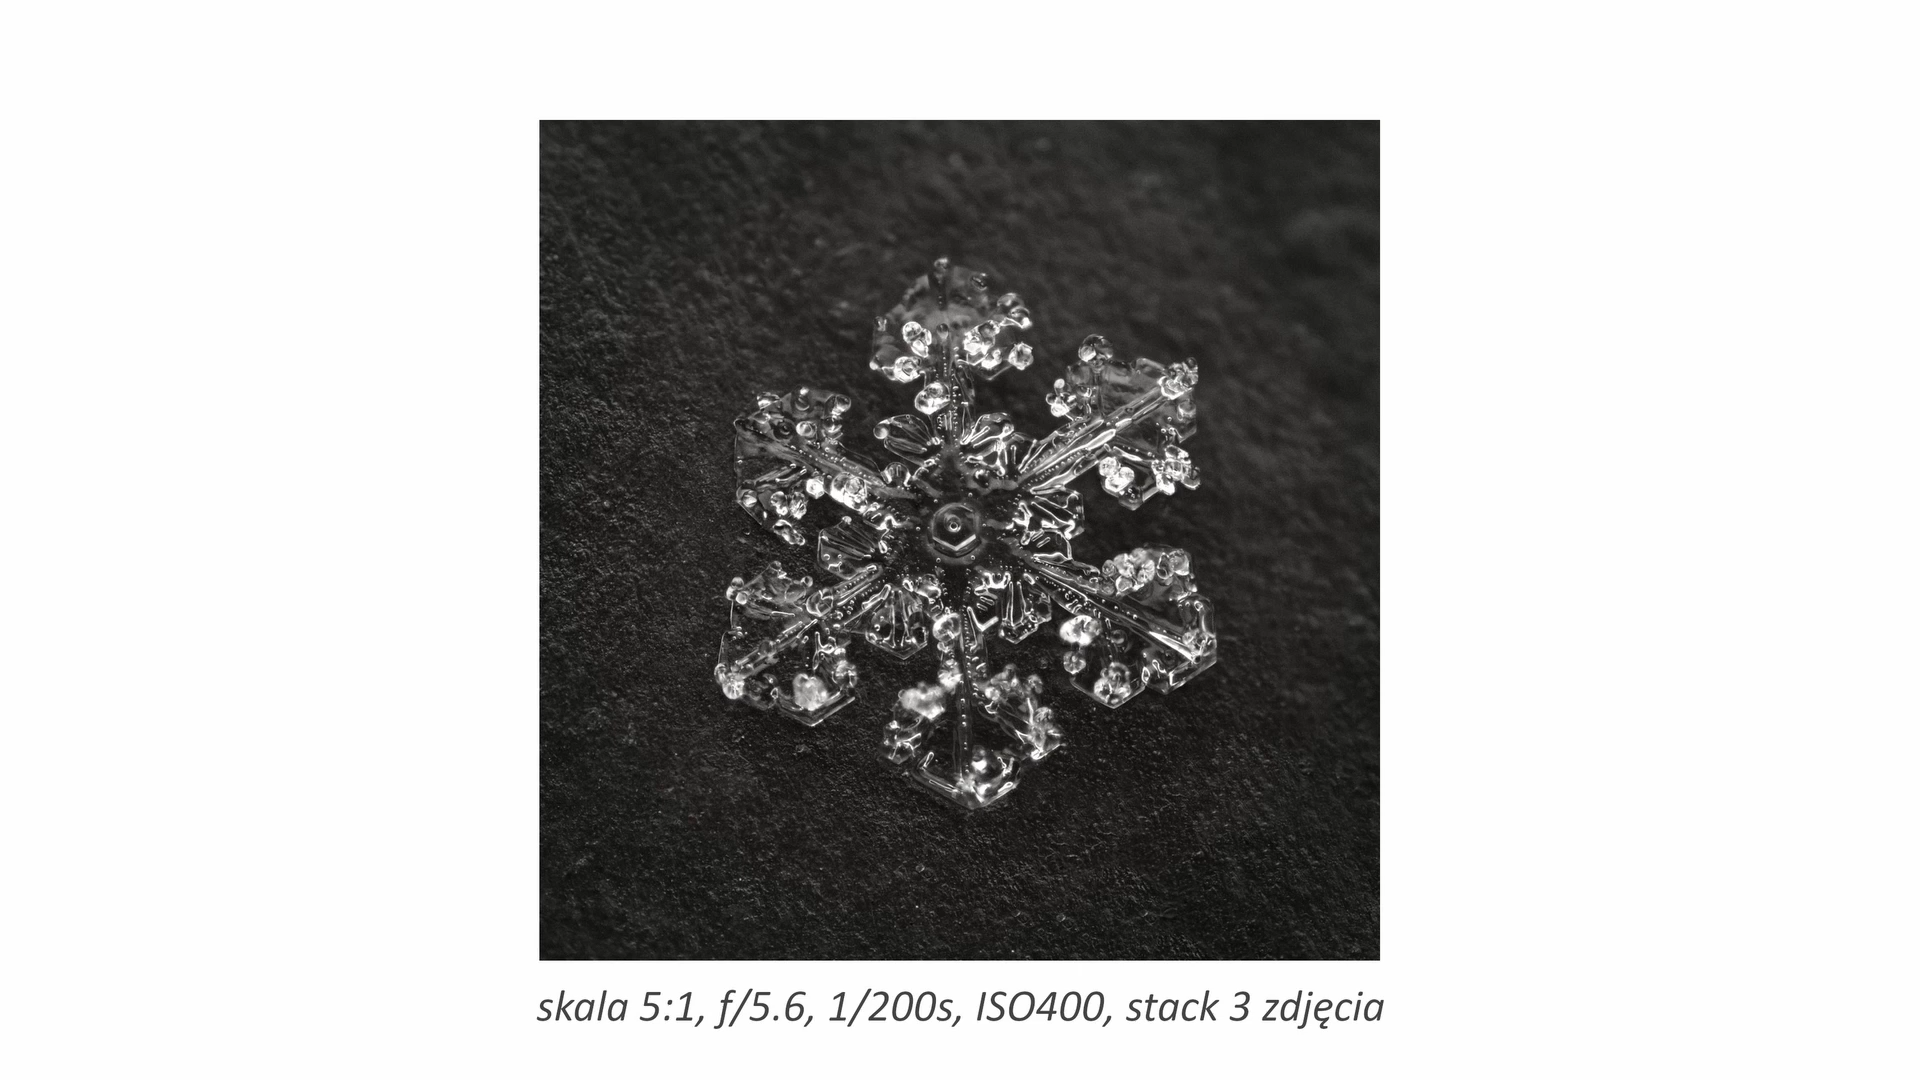 skala 5:1, f/5.6, 1/200s, ISO400, stack 3 zdjęcia